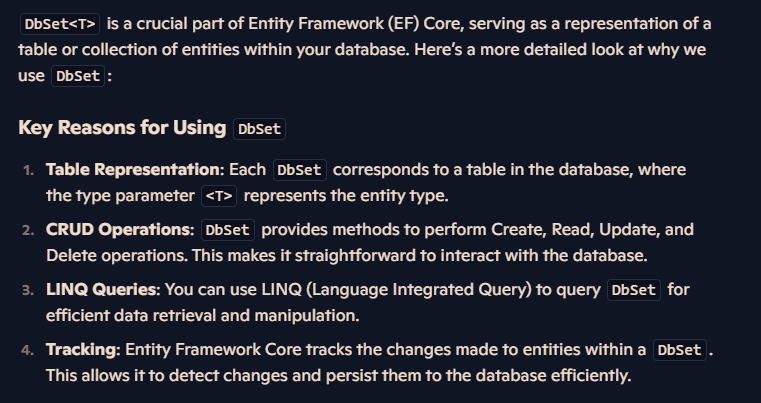 DbSet<T> is a crucial part of Entity Framework (EF) Core, serving as a representation of a
table or collection of entities within your database. Here's a more detailed look at why we
use DbSet:
Key Reasons for Using DbSet
1. Table Representation: Each DbSet corresponds to a table in the database, where
the type parameter <T> represents the entity type.
2. CRUD Operations: DbSet provides methods to perform Create, Read, Update, and
Delete operations. This makes it straightforward to interact with the database.
3. LINQ Queries: You can use LINQ (Language Integrated Query) to query DbSet for
efficient data retrieval and manipulation.
4. Tracking: Entity Framework Core tracks the changes made to entities within a DbSet.
This allows it to detect changes and persist them to the database efficiently.